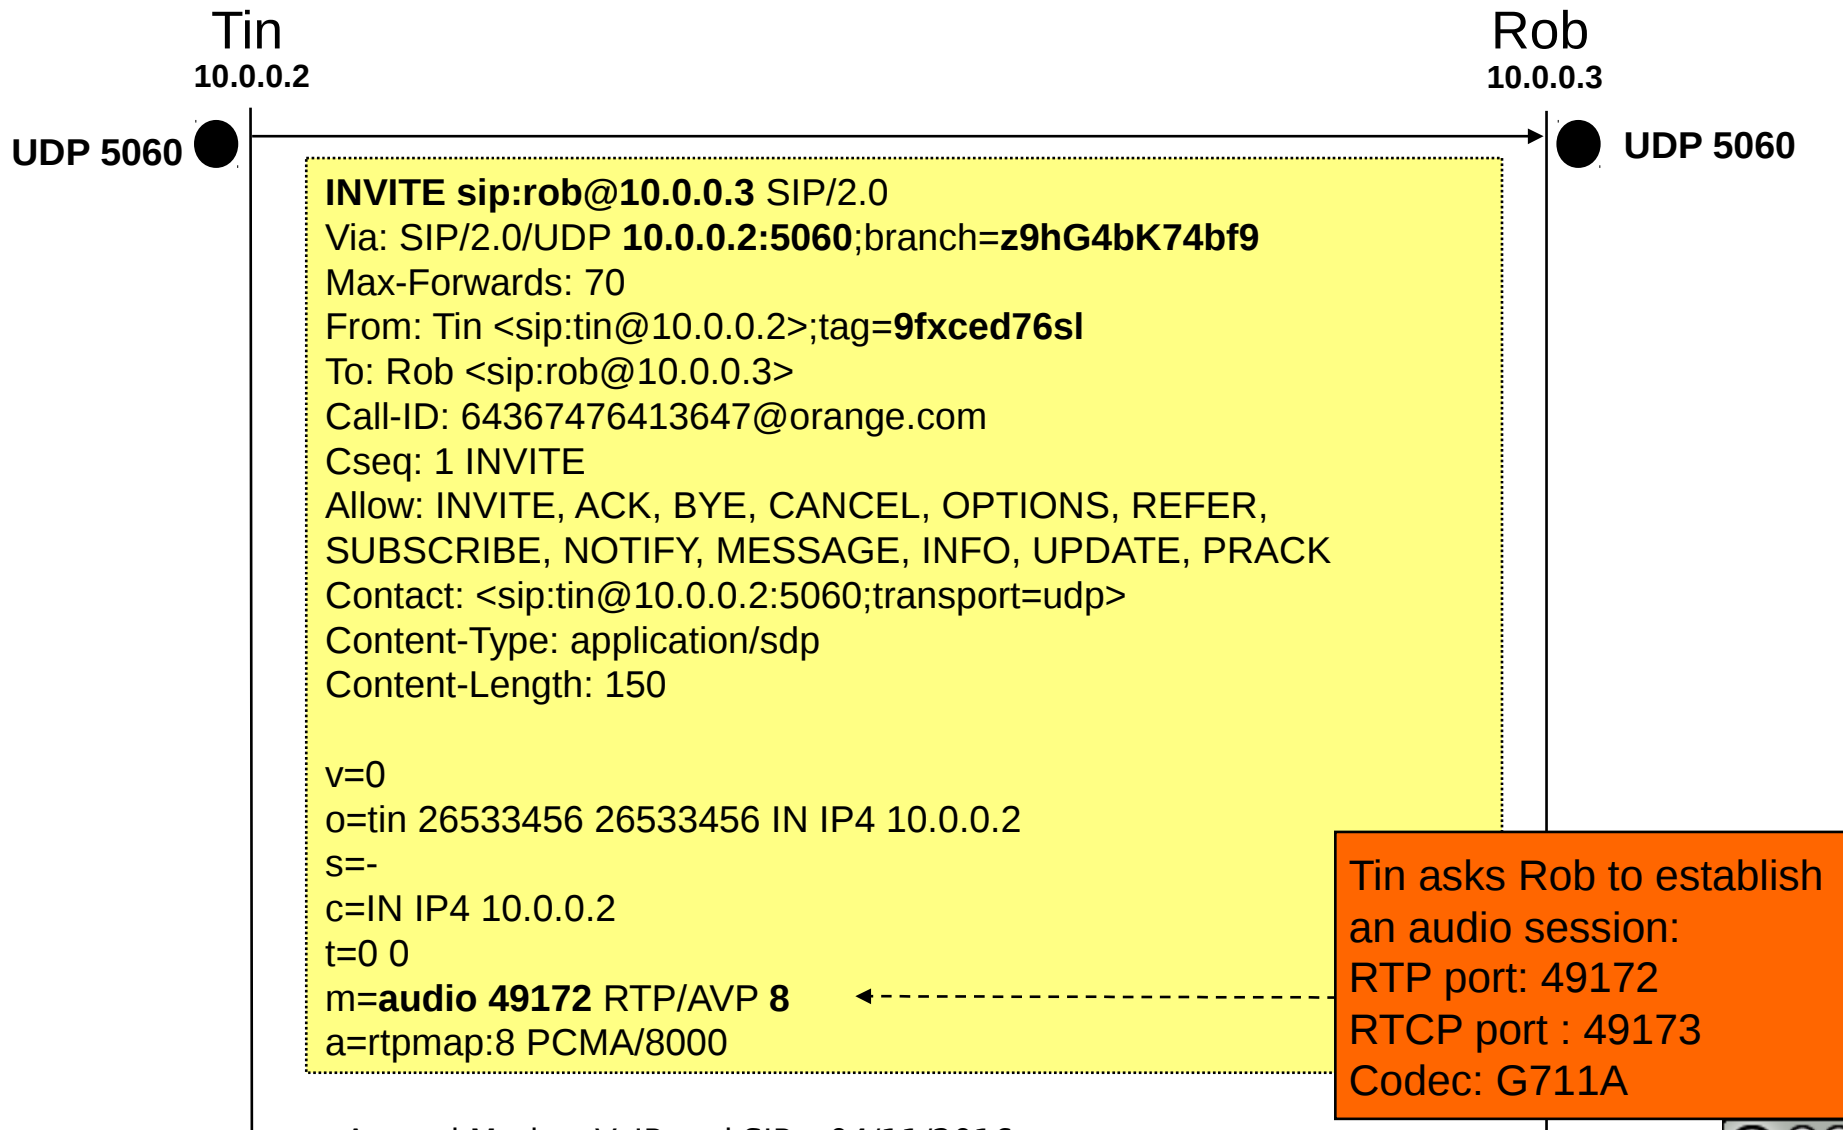 Tin
10.0.0.2
Rob
10.0.0.3
UDP 5060
UDP 5060
INVITE sip:rob@10.0.0.3 SIP/2.0
Via: SIP/2.0/UDP 10.0.0.2:5060;branch=z9hG4bK74bf9
Max-Forwards: 70
From: Tin <sip:tin@10.0.0.2>;tag=9fxced76sl
To: Rob <sip:rob@10.0.0.3>
Call-ID: 64367476413647@orange.com
Cseq: 1 INVITE
Allow: INVITE, ACK, BYE, CANCEL, OPTIONS, REFER,
SUBSCRIBE, NOTIFY, MESSAGE, INFO, UPDATE, PRACK
Contact: <sip:tin@10.0.0.2:5060;transport=udp>
Content-Type: application/sdp
Content-Length: 150
v=0
o=tin 26533456 26533456 IN IP4 10.0.0.2
s=-
c=IN IP4 10.0.0.2
t=0 0
m=audio 49172 RTP/AVP 8
a=rtpmap:8 PCMA/8000
Tin asks Rob to establish
an audio session:
RTP port: 49172
RTCP port : 49173
Codec: G711A